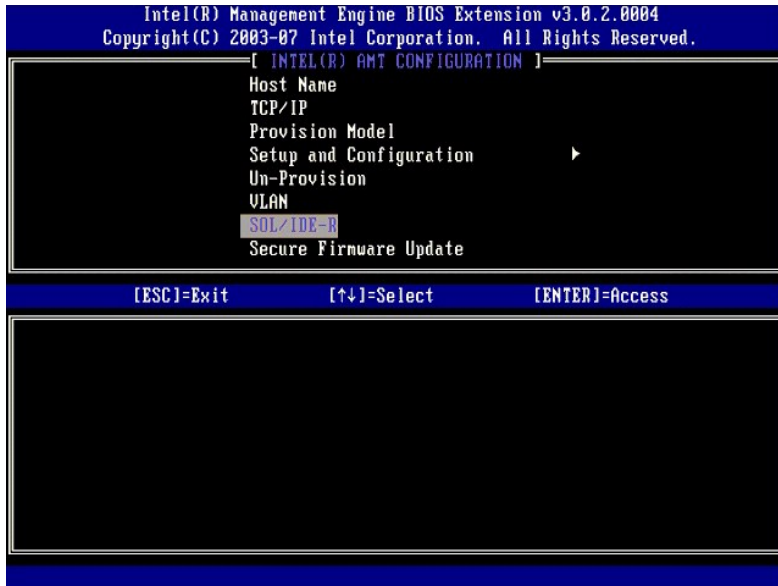 Intel(R) Management Engine BIOS Extension v3.0.2.0004
Copyright(C) 2003-07 Intel Corporation. All Rights Reserved.
[ INTEL(R) AMT CONFIGURATION ]
Host Name
TCP/IP
Provision Model
Setup and Configuration ►
Un-Provision
VLAN
SOL/IDE-R
Secure Firmware Update
[ESC]=Exit [↑↓]=Select [ENTER]=Access